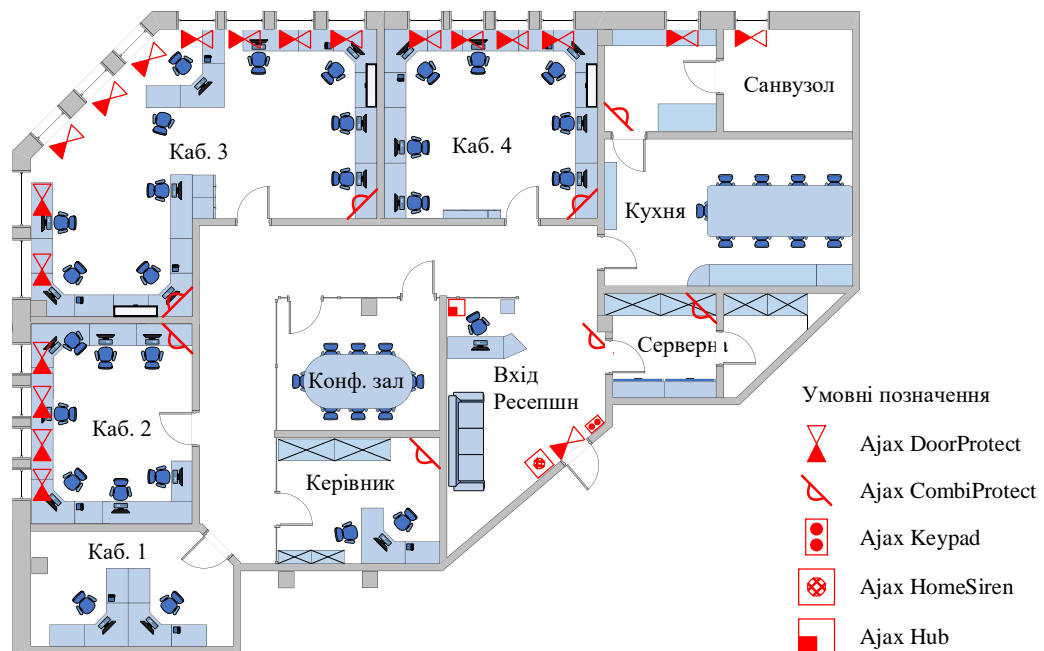 Санвузол
Каб. 3
Каб. 4
Кухня
Серверна
Вхід
Ресепшн
Конф. зал
Каб. 2
Керівник
Каб. 1
Умовні позначення
Ajax DoorProtect
Ajax CombiProtect
Ajax Keypad
Ajax HomeSiren
Ajax Hub